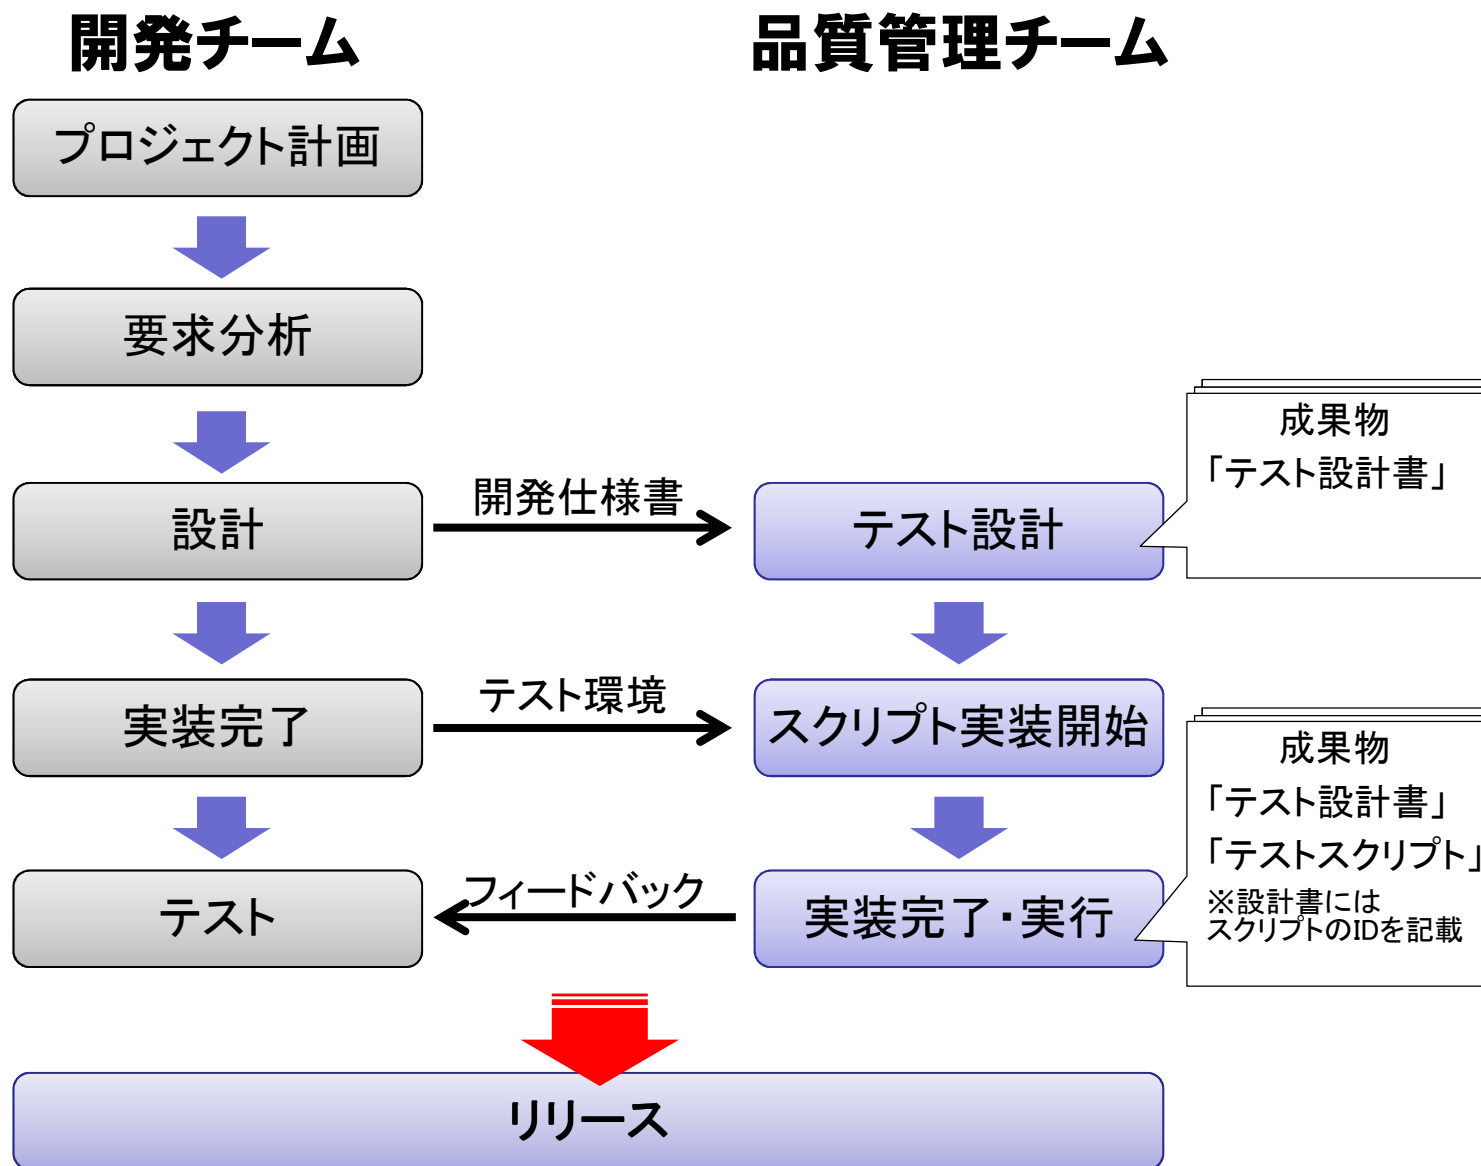 開発チーム
品質管理チーム
プロジェクト計画
要求分析
設計
開発仕様書
テスト設計
成果物
「テスト設計書」
実装完了
テスト環境
スクリプト実装開始
成果物
「テスト設計書」
「テストスクリプト」
※設計書には
スクリプトのIDを記載
テスト
フィードバック
実装完了・実行
リリース